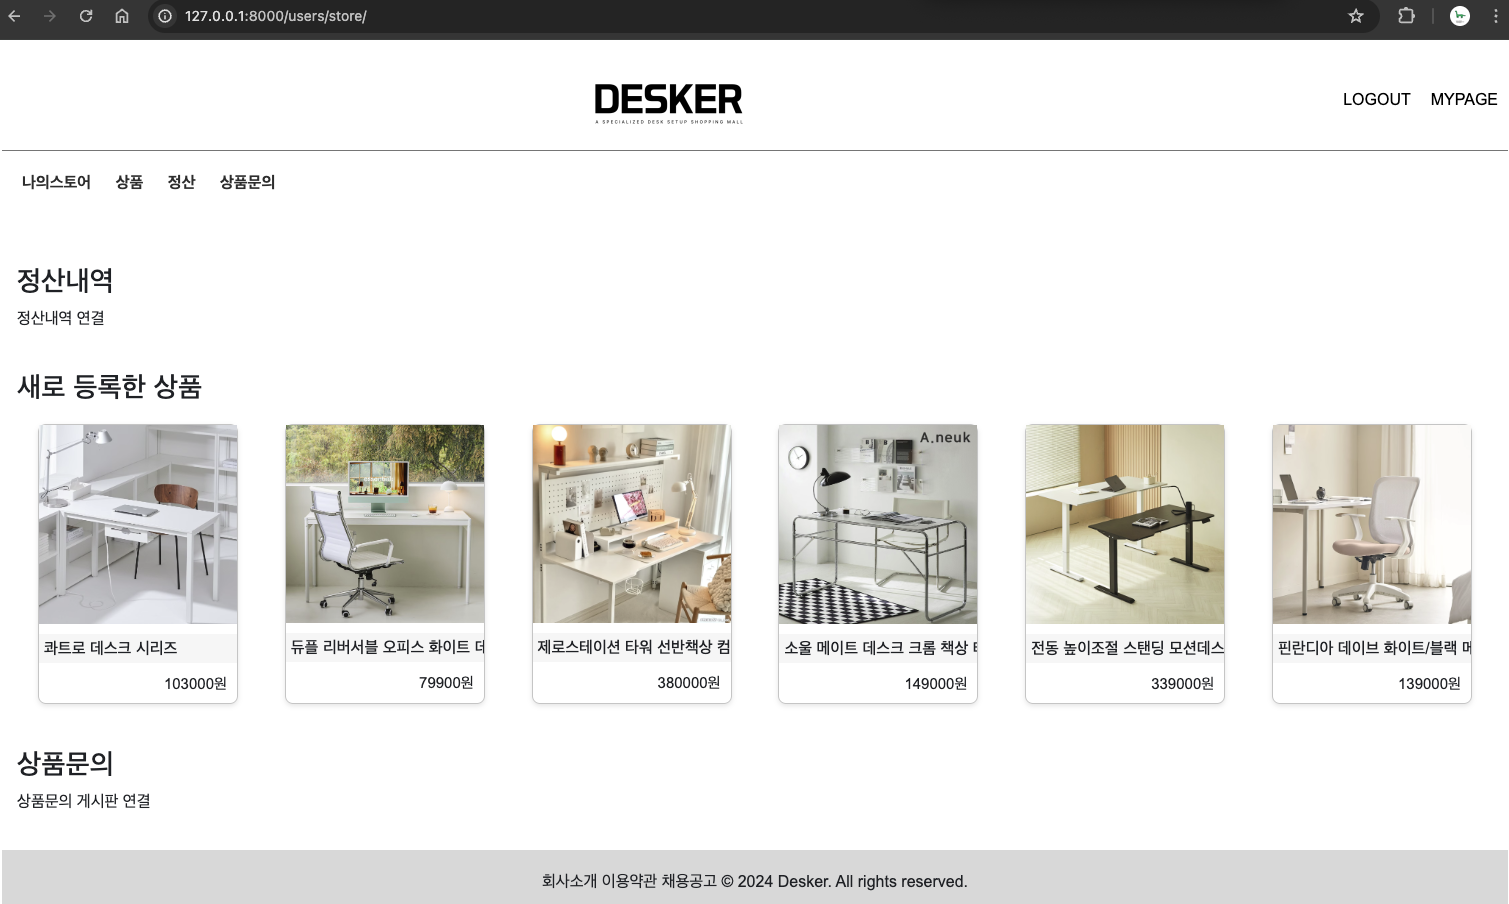 127.0.0.1:8000/users/store/
DESKER
A SPECIALIZED DESK SETUP SHOPPING MALL
LOGOUT MYPAGE
나의스토어 상품 정산 상품문의
정산내역
정산내역 연결
새로 등록한 상품
A.neuk
콰트로 데스크 시리즈
103000원
듀플 리버서블 오피스 화이트 데
79900원
제로스테이션 타워 선반책상 컴
380000원
소울 메이트 데스크 크롬 책상
149000원
전동 높이조절 스탠딩 모션데스
339000원
핀란디아 데이브 화이트/블랙 메
139000원
상품문의
상품문의 게시판 연결
회사소개 이용약관 채용공고 © 2024 Desker. All rights reserved.